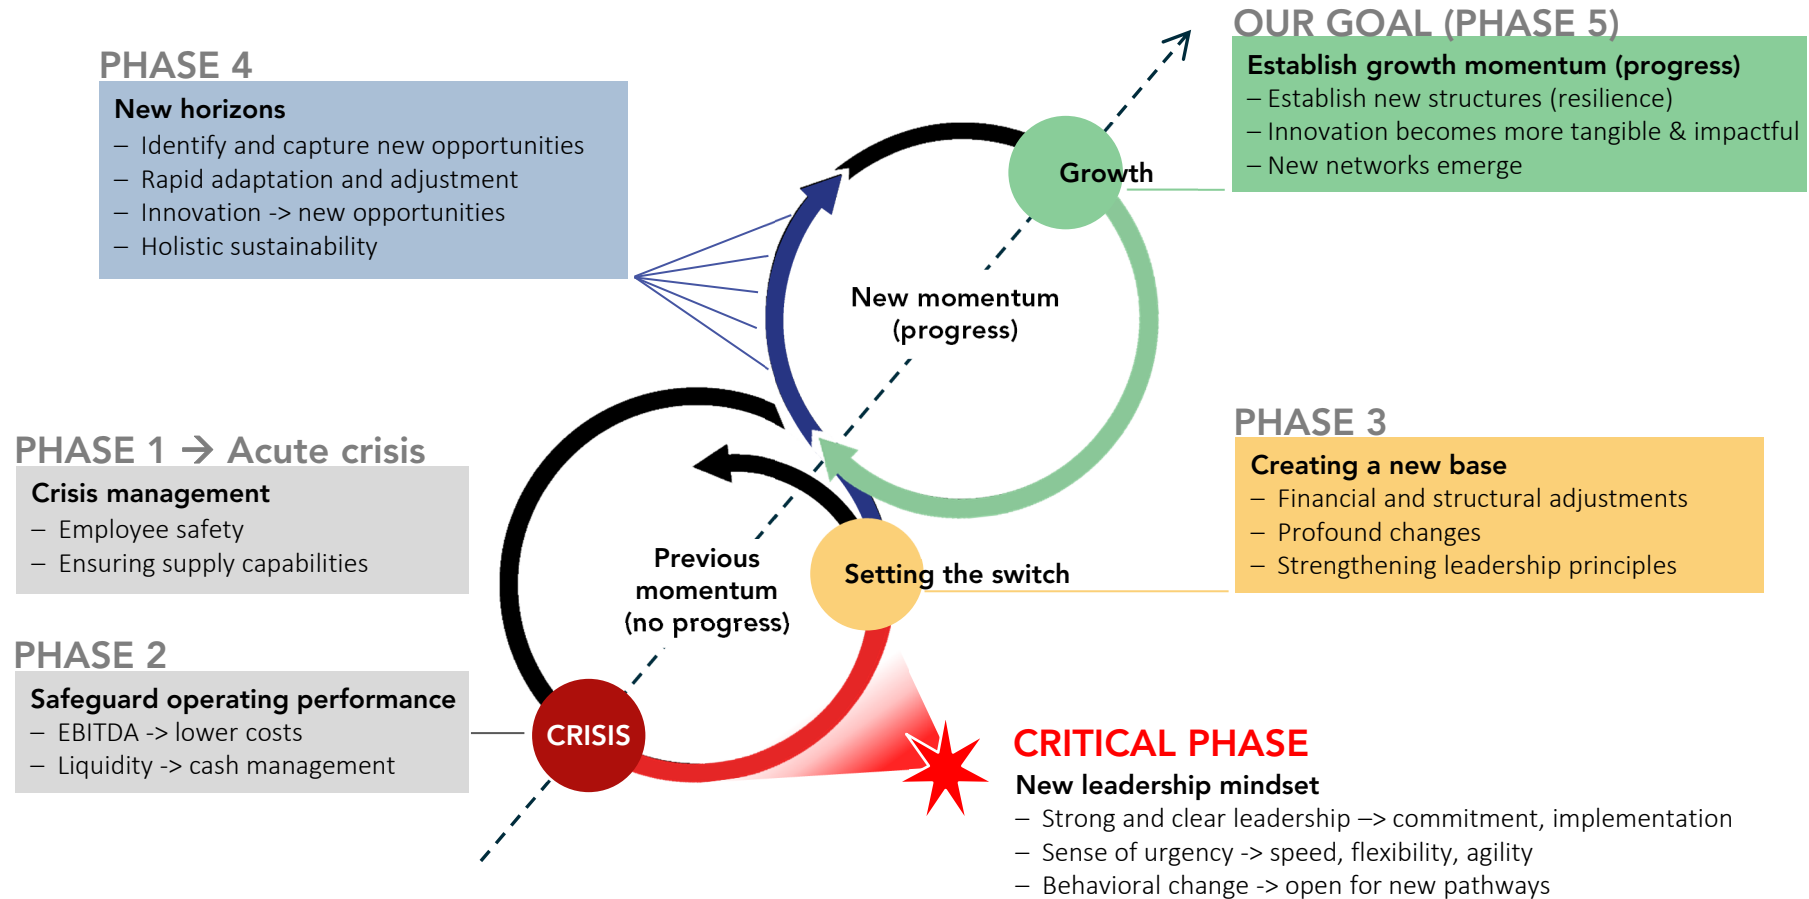 PHASE 4
New horizons
– Identify and capture new opportunities
– Rapid adaptation and adjustment
– Innovation -> new opportunities
– Holistic sustainability
OUR GOAL (PHASE 5)
Establish growth momentum (progress)
– Establish new structures (resilience)
– Innovation becomes more tangible & impactful
– New networks emerge
Growth
New momentum
(progress)
PHASE 1 → Acute crisis
Crisis management
– Employee safety
– Ensuring supply capabilities
PHASE 3
Creating a new base
– Financial and structural adjustments
– Profound changes
– Strengthening leadership principles
Previous
momentum
(no progress)
Setting the switch
PHASE 2
Safeguard operating performance
– EBITDA -> lower costs
– Liquidity -> cash management
CRISIS
CRITICAL PHASE
New leadership mindset
– Strong and clear leadership –> commitment, implementation
– Sense of urgency -> speed, flexibility, agility
– Behavioral change -> open for new pathways